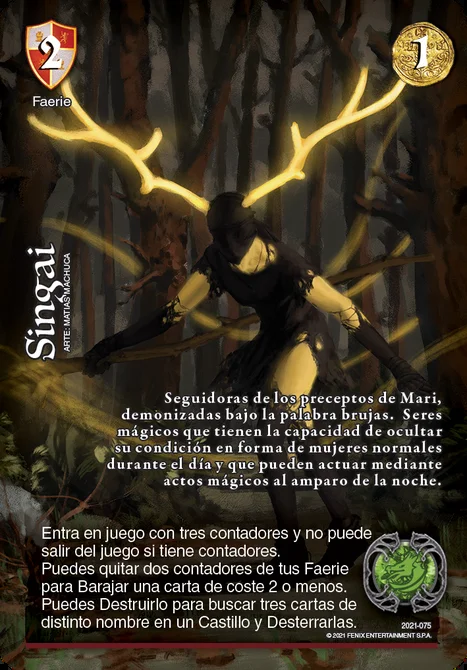 2
1
Faerie
Singai
ARTE: MATIAS MACHUCA
Seguidoras de los preceptos de Mari,
demonizadas bajo la palabra brujas. Seres
mágicos que tienen la capacidad de ocultar
su condición en forma de mujeres normales
durante el día y que pueden actuar mediante
actos mágicos al amparo de la noche.
Entra en juego con tres contadores y no puede
salir del juego si tiene contadores.
Puedes quitar dos contadores de tus Faerie
para Barajar una carta de coste 2 o menos.
Puedes Destruirlo para buscar tres cartas de
distinto nombre en un Castillo y Desterrarlas.
2021-075
© 2021 FENIX ENTERTAINMENT S.P.A.